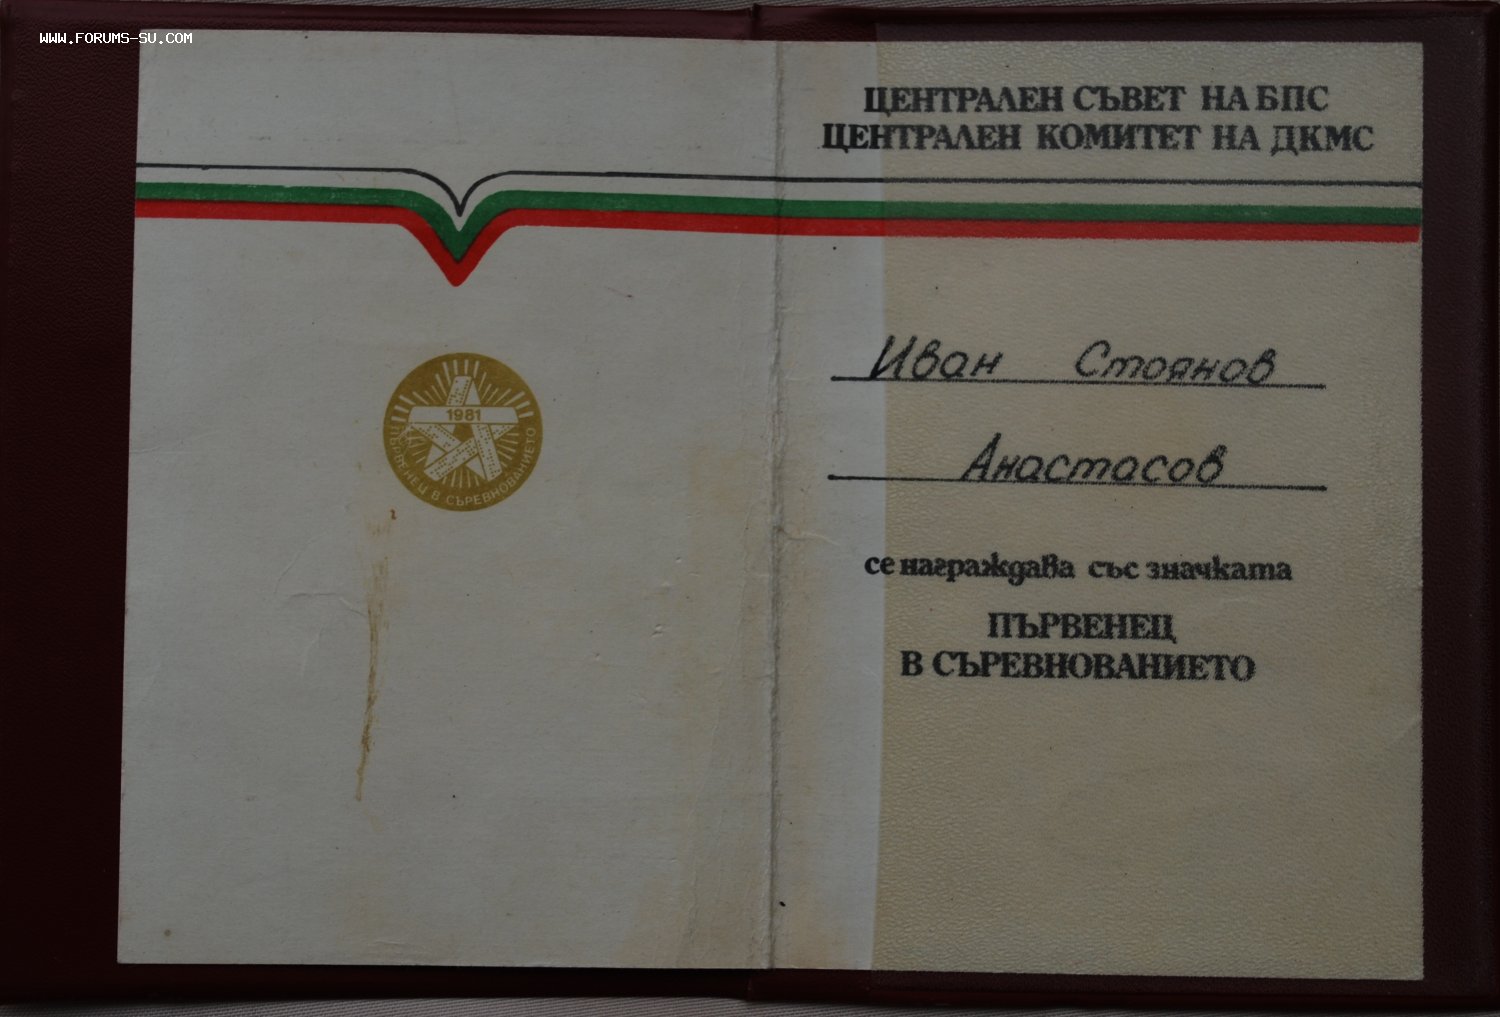 WWW.FORUMS-SU.COM
ЦЕНТРАЛЕН СЪВЕТ НА БПС
ЦЕНТРАЛЕН КОМИТЕТ НА ДКМС
1981
ПЪРВЕНЕЦ В СЪРЕВНОВАНИЕТО
Иван Стоянов
Анастасов
се награждава със значката
ПЪРВЕНЕЦ
В СЪРЕВНОВАНИЕТО